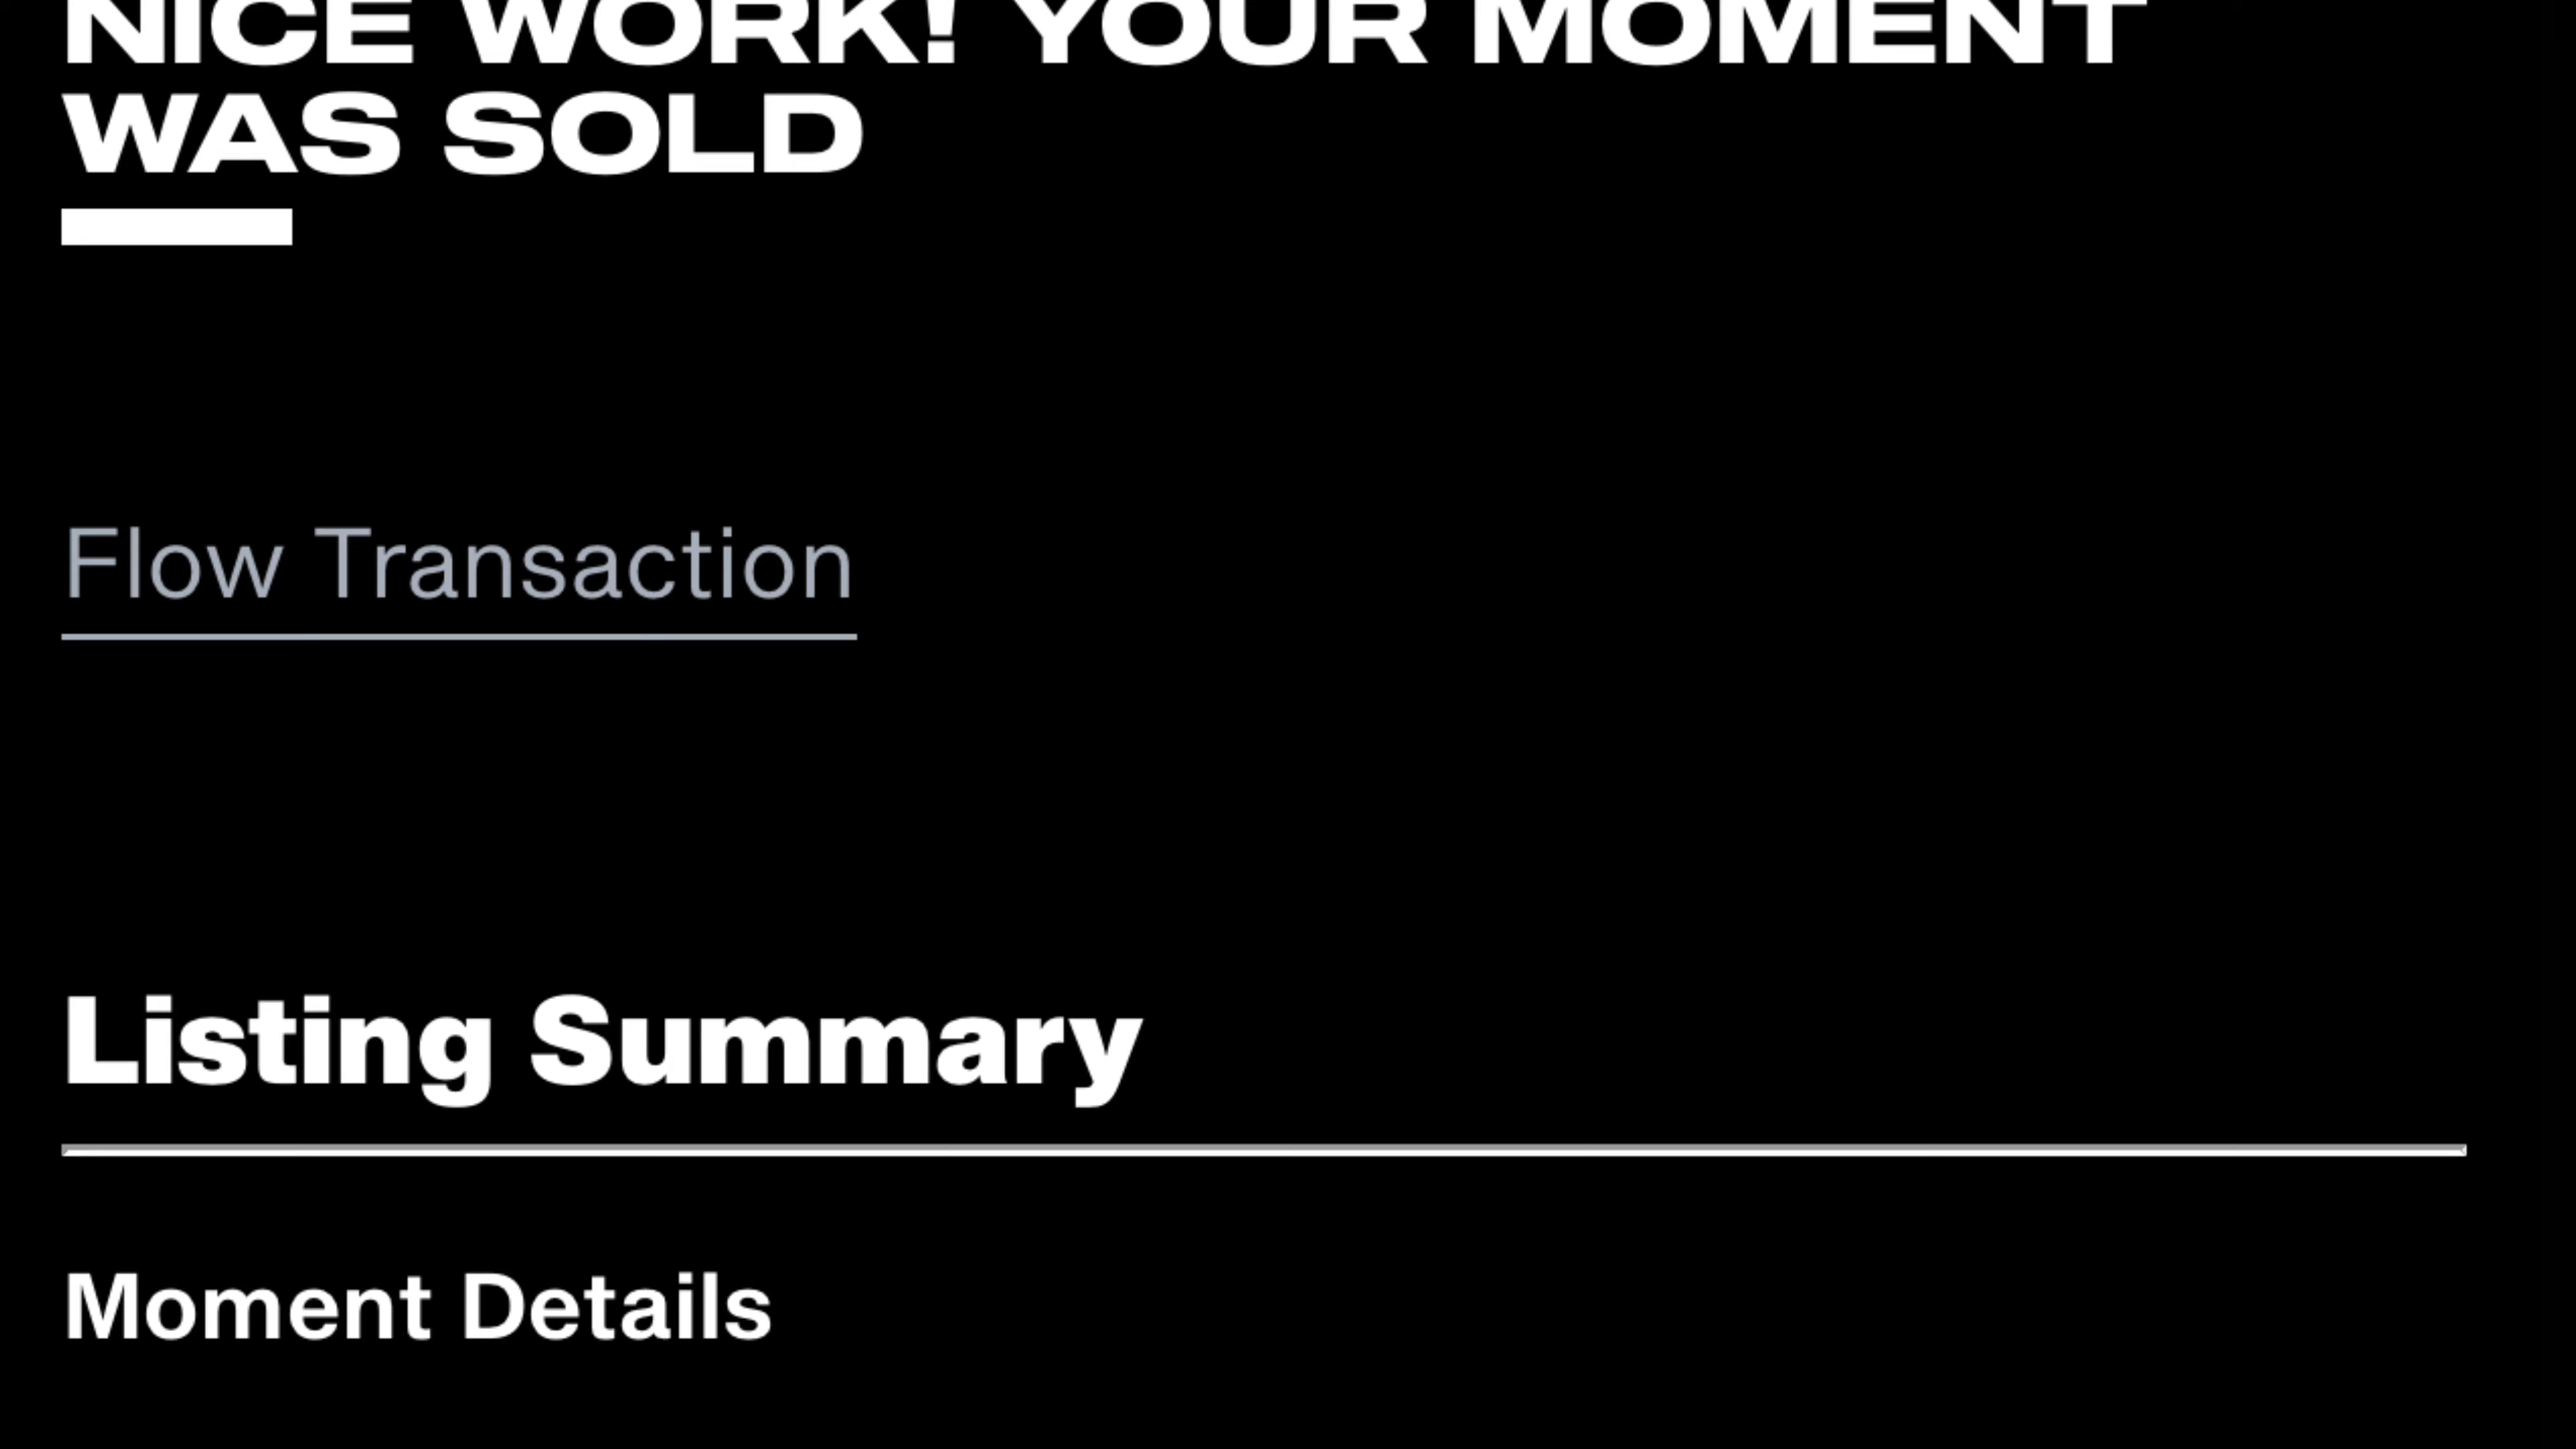 NICE WORK! YOUR MOMENT
WAS SOLD
Flow Transaction
Listing Summary
Moment Details